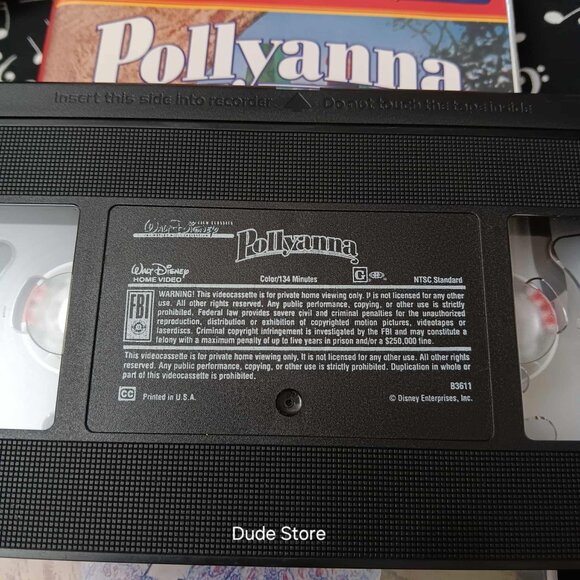 Pollyanna
Insert this side into recorder Do not touch the tape inside
Walt Disney
FILM CLASSICS
Pollyanna
Walt Disney
HOME VIDEO
Color/134 Minutes
G
NTSC Standard
FBI
WARNING! This videocassette is for private home viewing only. It is not licensed for any other
use. All other rights reserved. Any public performance, copying, or other use is strictly
prohibited. Federal law provides severe civil and criminal penalties for the unauthorized
reproduction, distribution or exhibition of copyrighted motion pictures, videotapes or
laserdiscs. Criminal copyright infringement is investigated by the FBI and may constitute a
felony with a maximum penalty of up to five years in prison and/or a $250,000 fine.
This videocassette is for private home viewing only. It is not licensed for any other use. All other rights
reserved. Any public performance, copying, or other use is strictly prohibited. Duplication in whole or
part of this videocassette is prohibited.
B3611
CC
Printed in U.S.A.
© Disney Enterprises, Inc.
Dude Store